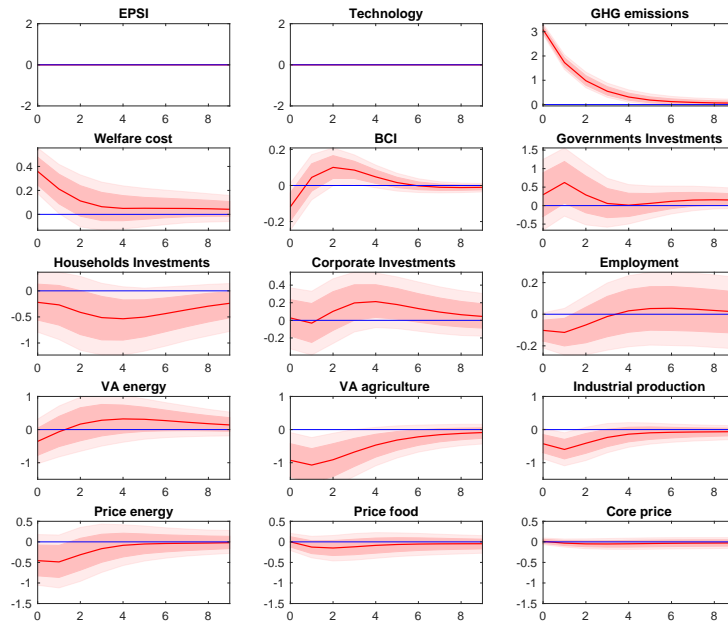 EPSI Technology GHG emissions
2 2 3
2
0 0 1
-2 -2 0
0 2 4 6 8 0 2 4 6 8 0 2 4 6 8
Welfare cost BCI Governments Investments
0.4 0.2 1.5
1
0.2 0 0.5
0
0 -0.2 -0.5
0 2 4 6 8 0 2 4 6 8 0 2 4 6 8
Households Investments Corporate Investments Employment
0 0.4 0.2
0.2
-0.5 0 0
-1 -0.2 -0.2
0 2 4 6 8 0 2 4 6 8 0 2 4 6 8
VA energy VA agriculture Industrial production
1 1 1
0 0 0
-1 -1 -1
0 2 4 6 8 0 2 4 6 8 0 2 4 6 8
Price energy Price food Core price
0.5 0.5 0.5
0 0 0
-0.5 -0.5 -0.5
-1 -1 -1
-1.5 -1.5 -1.5
0 2 4 6 8 0 2 4 6 8 0 2 4 6 8